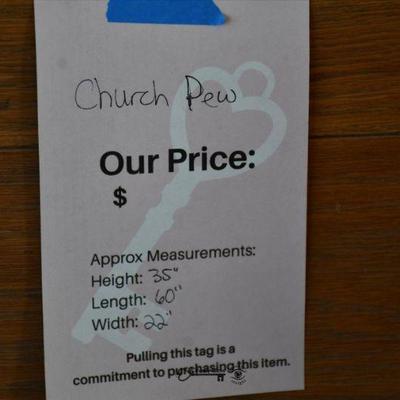 Church Pew
Our Price:
$
Approx Measurements:
Height: 35"
Length: 60"
Width: 22"
Pulling this tag is a
commitment to purchasing this item.